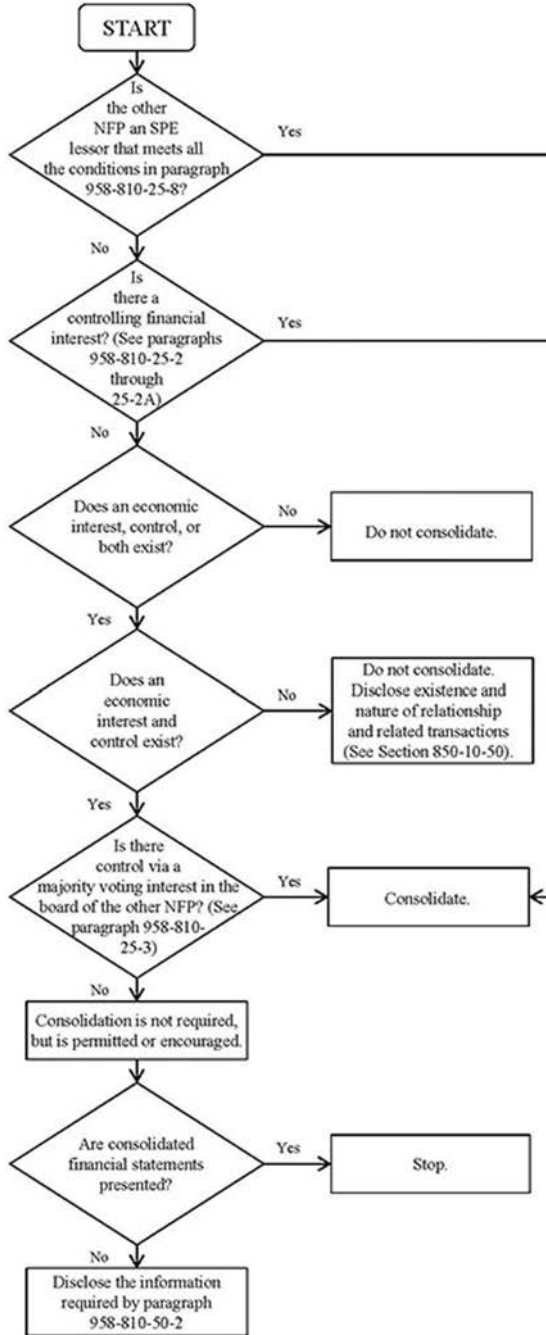 START
Is
the other
NFP an SPE
lessor that meets all
the conditions in paragraph
958-810-25-8?
Yes
No
Is
there a
controlling financial
interest? (See paragraphs
958-810-25-2
through
25-2A)
Yes
No
Does an economic
interest, control, or
both exist?
No
Do not consolidate.
Yes
Does an
economic
interest and
control exist?
No
Do not consolidate.
Disclose existence and
nature of relationship
and related transactions
(See Section 850-10-50).
Yes
Is there
control via a
majority voting interest in the
board of the other NFP? (See
paragraph 958-810-
25-3)
Yes
Consolidate.
No
Consolidation is not required,
but is permitted or encouraged.
Are consolidated
financial statements
presented?
Yes
Stop.
No
Disclose the information
required by paragraph
958-810-50-2